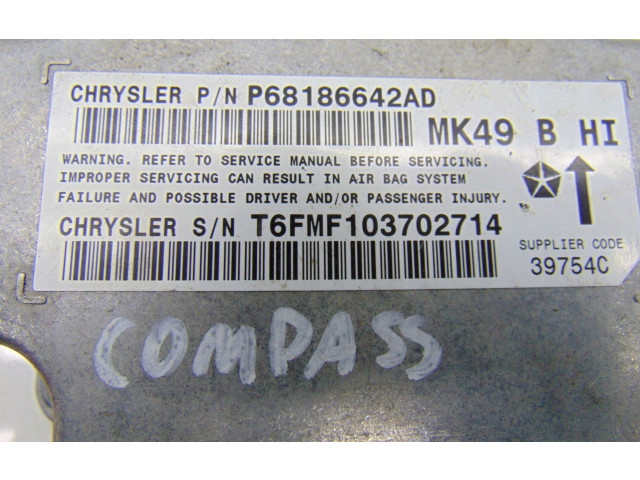 CHRYSLER P/N P68186642AD
MK49 B HI
WARNING. REFER TO SERVICE MANUAL BEFORE SERVICING.
IMPROPER SERVICING CAN RESULT IN AIR BAG SYSTEM
FAILURE AND POSSIBLE DRIVER AND/OR PASSENGER INJURY.
CHRYSLER S/N T6FMF103702714
SUPPLIER CODE
39754C
COMPASS